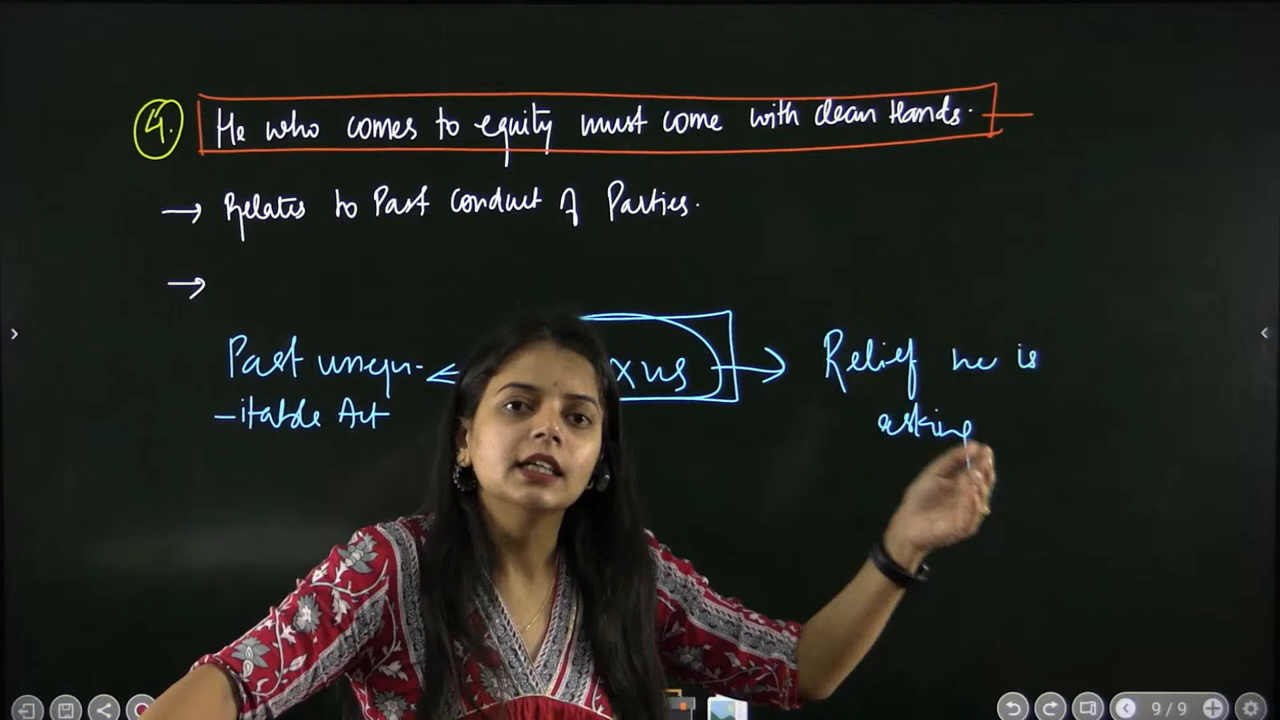 4. He who comes to equity must come with clean Hands.
→ Relates to Past Conduct of Parties.
→
Past unequ- ← xus → Relief he is
-itable Act asking
9/9